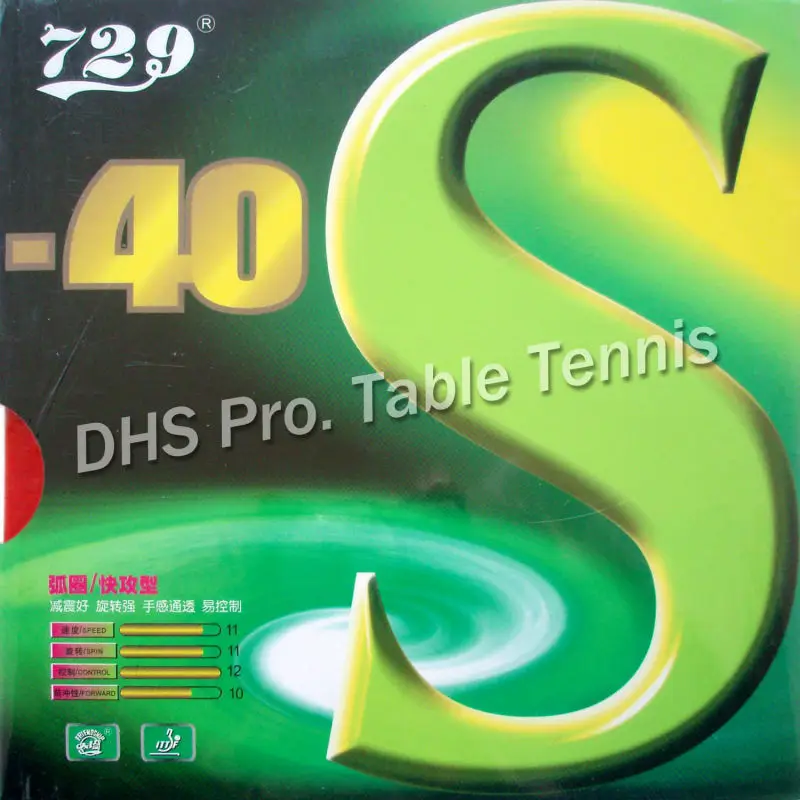 729®
-40
S
DHS Pro. Table Tennis
弧圈/快攻型
减震好 旋转强 手感通透 易控制
速度/SPEED 11
旋转/SPIN 11
控制/CONTROL 12
前冲性/FORWARD 10
FRIENDSHIP ®
ITTF